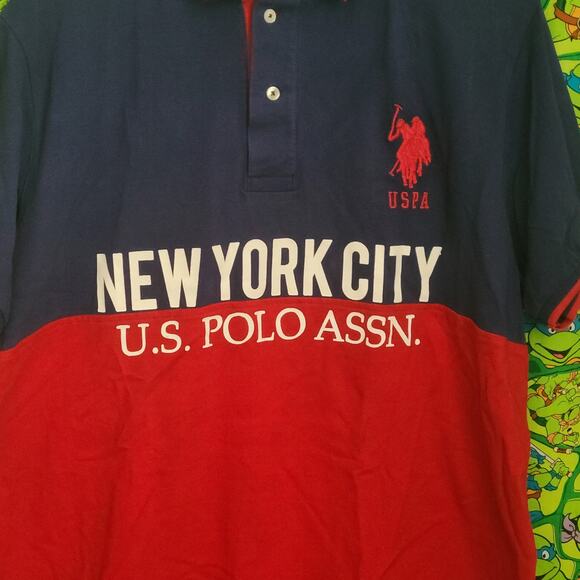 USPA
NEW YORK CITY
U.S. POLO ASSN.